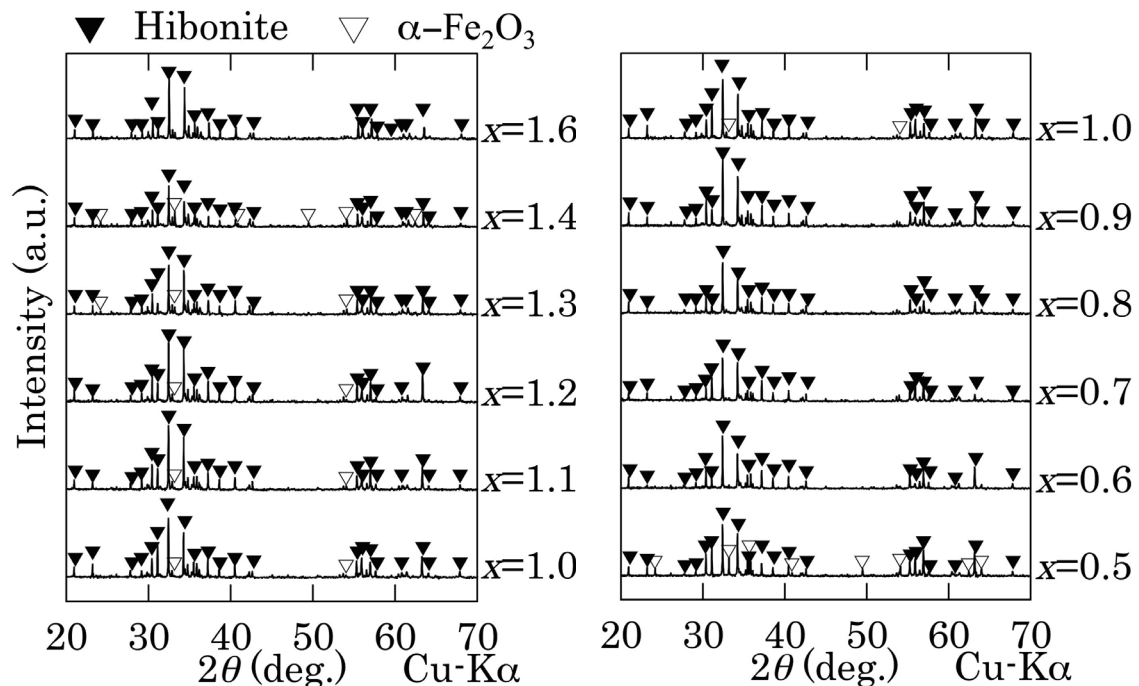 ▼ Hibonite ▽ α−Fe₂O₃
Intensity (a.u.)
x=1.6
x=1.4
x=1.3
x=1.2
x=1.1
x=1.0
20 30 40 50 60 70
2θ (deg.) Cu-Kα
x=1.0
x=0.9
x=0.8
x=0.7
x=0.6
x=0.5
20 30 40 50 60 70
2θ (deg.) Cu-Kα